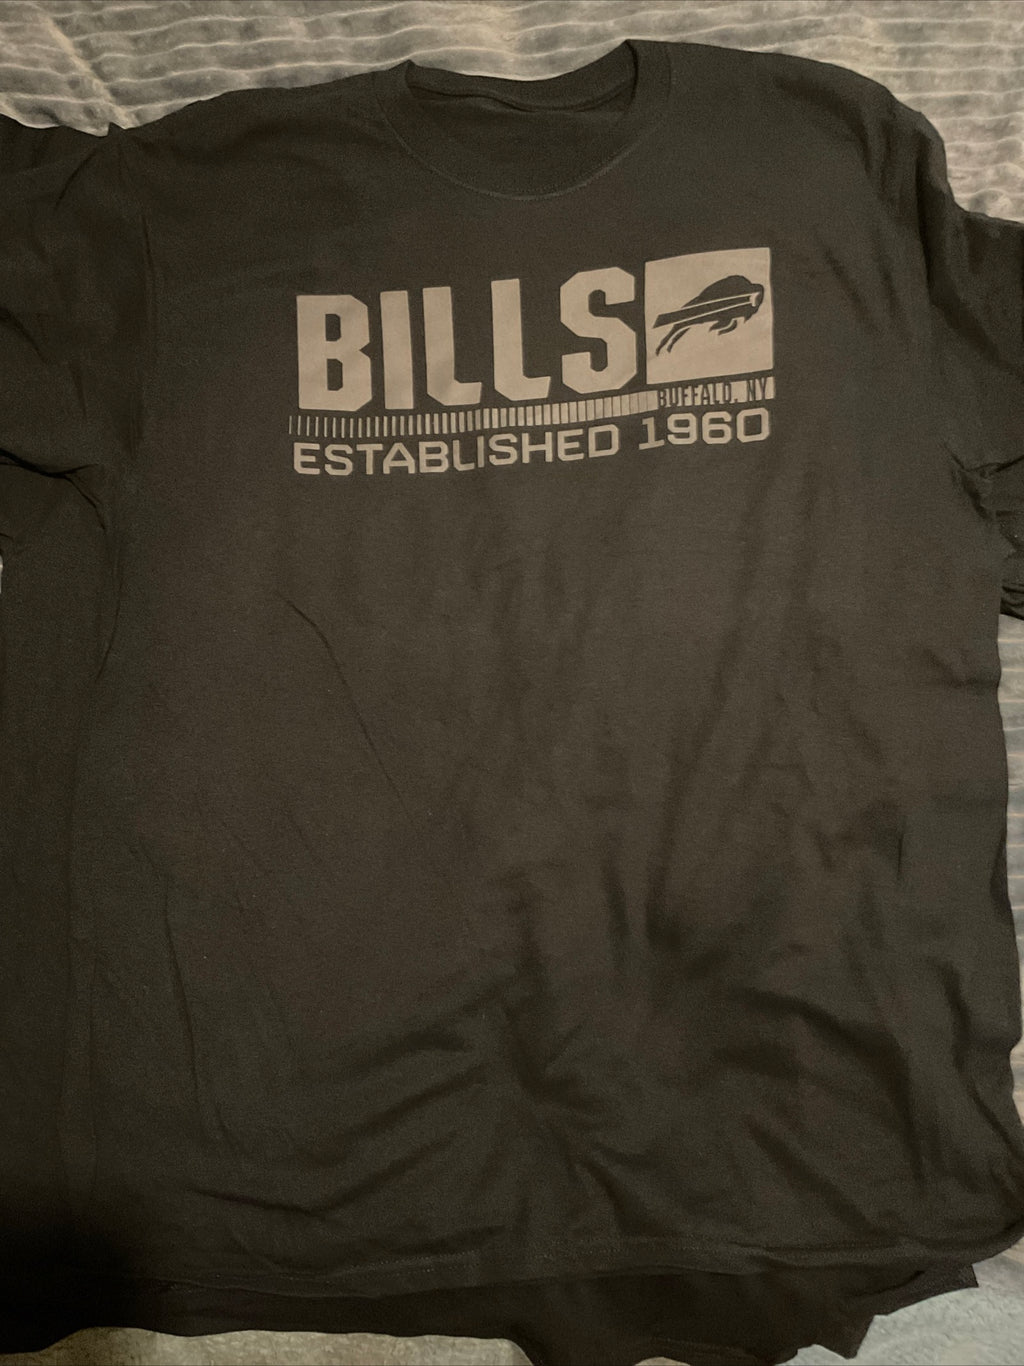 BILLS
BUFFALO, NY
ESTABLISHED 1960